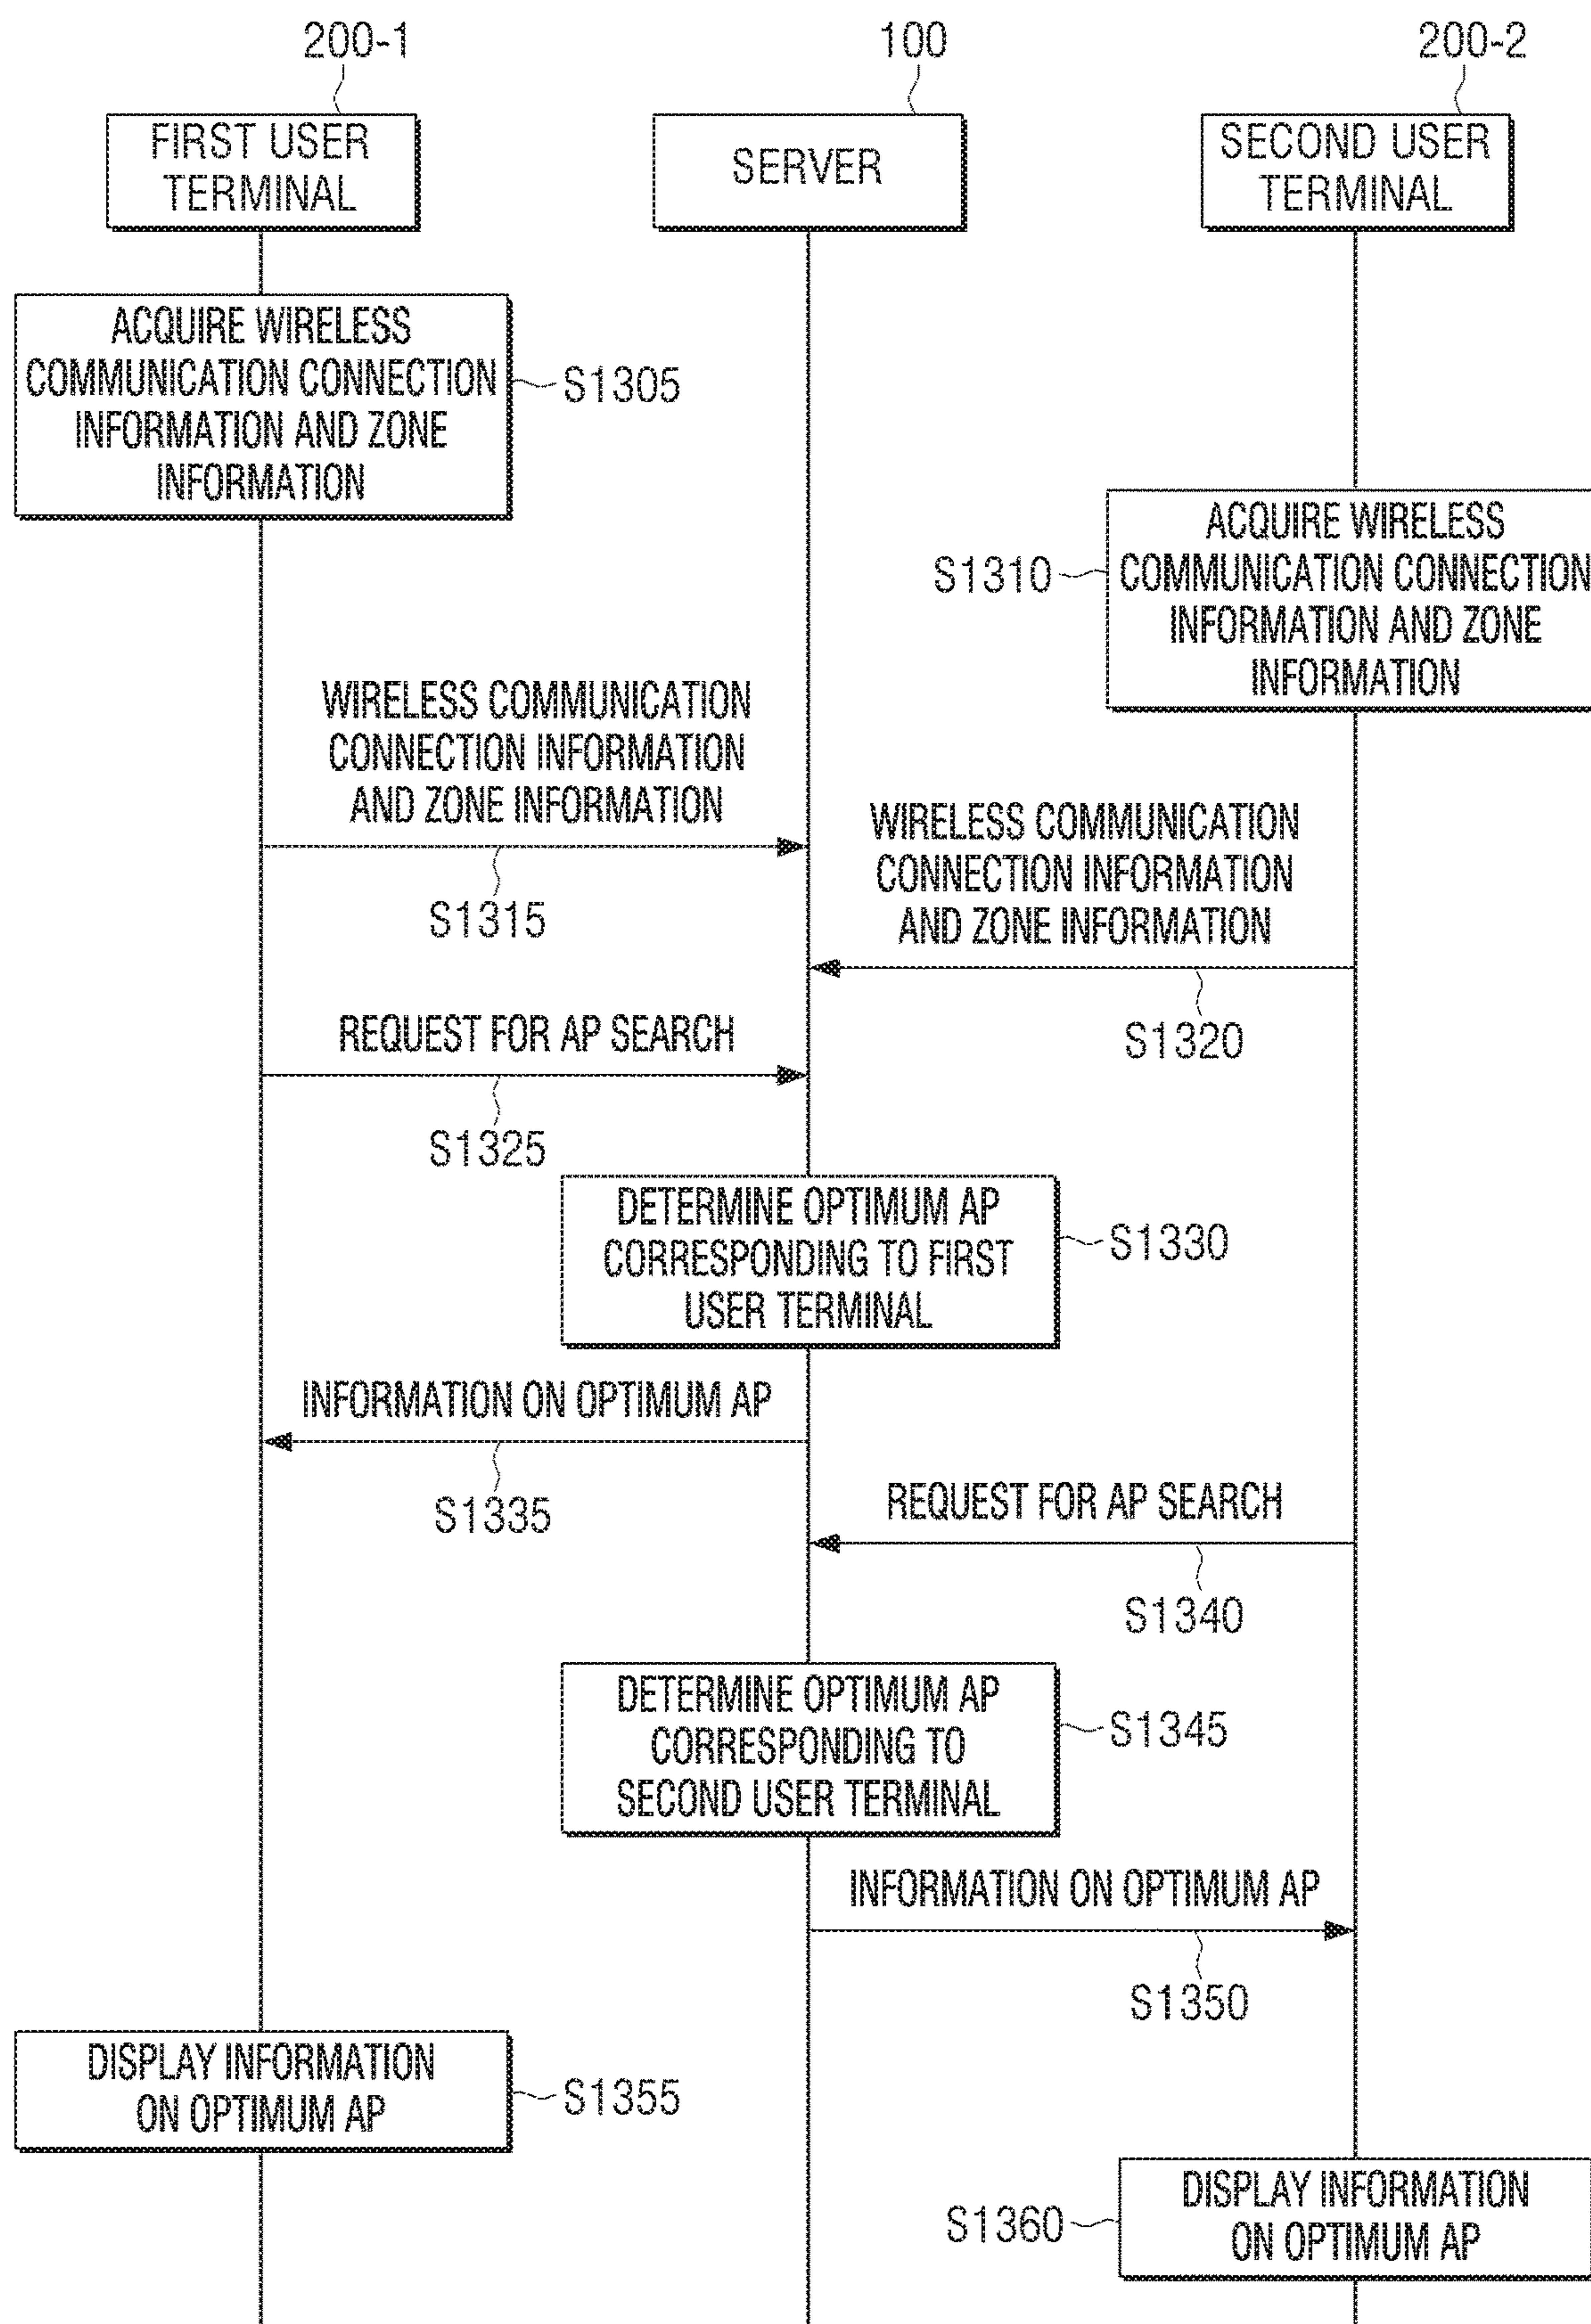 200-1
100
200-2
FIRST USER
TERMINAL
SERVER
SECOND USER
TERMINAL
ACQUIRE WIRELESS
COMMUNICATION CONNECTION
INFORMATION AND ZONE
INFORMATION
S1305
ACQUIRE WIRELESS
COMMUNICATION CONNECTION
INFORMATION AND ZONE
INFORMATION
S1310
WIRELESS COMMUNICATION
CONNECTION INFORMATION
AND ZONE INFORMATION
S1315
WIRELESS COMMUNICATION
CONNECTION INFORMATION
AND ZONE INFORMATION
S1320
REQUEST FOR AP SEARCH
S1325
DETERMINE OPTIMUM AP
CORRESPONDING TO FIRST
USER TERMINAL
S1330
INFORMATION ON OPTIMUM AP
S1335
REQUEST FOR AP SEARCH
S1340
DETERMINE OPTIMUM AP
CORRESPONDING TO
SECOND USER TERMINAL
S1345
INFORMATION ON OPTIMUM AP
S1350
DISPLAY INFORMATION
ON OPTIMUM AP
S1355
DISPLAY INFORMATION
ON OPTIMUM AP
S1360